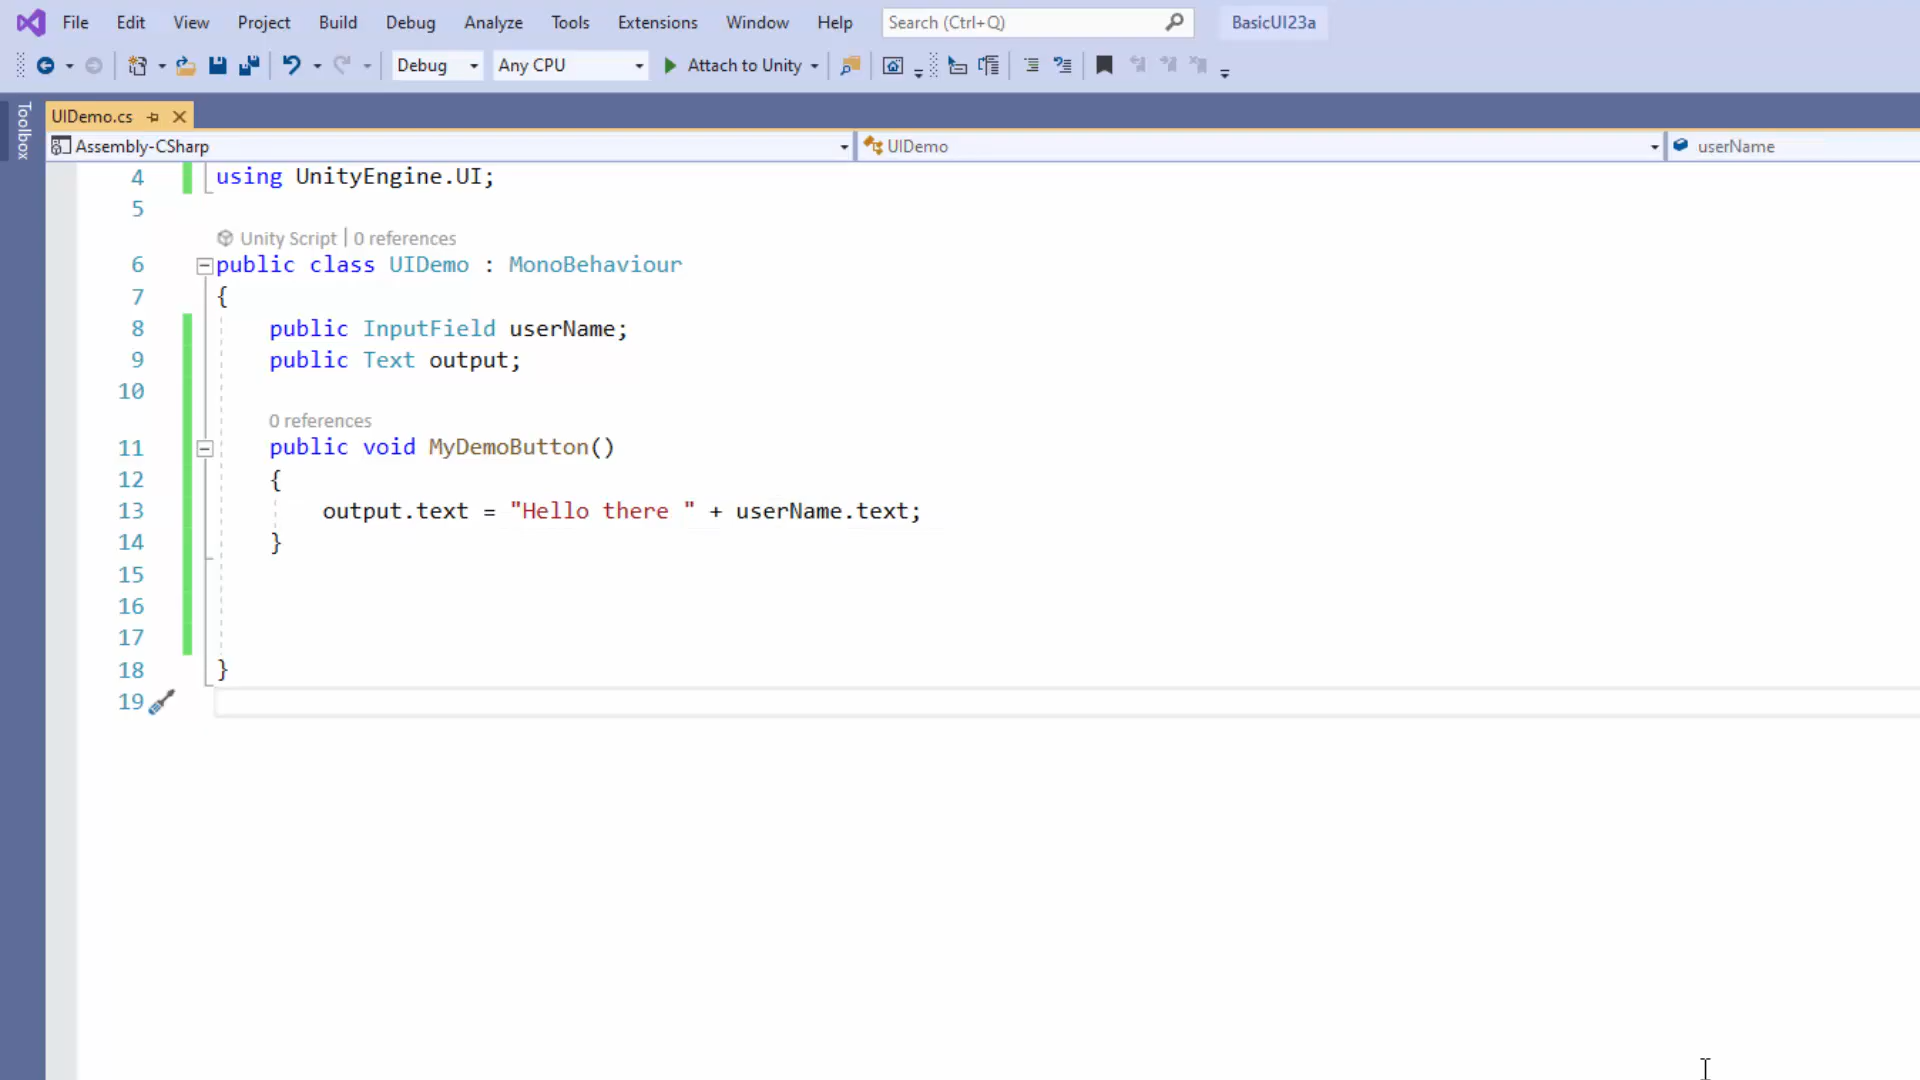 File Edit View Project Build Debug Analyze Tools Extensions Window Help Search (Ctrl+Q) BasicUI23a
Debug Any CPU Attach to Unity
Toolbox
UIDemo.cs
Assembly-CSharp UIDemo userName
4 using UnityEngine.UI;
5
Unity Script | 0 references
6 public class UIDemo : MonoBehaviour
7 {
8 public InputField userName;
9 public Text output;
10
0 references
11 public void MyDemoButton()
12 {
13 output.text = "Hello there " + userName.text;
14 }
15
16
17
18 }
19